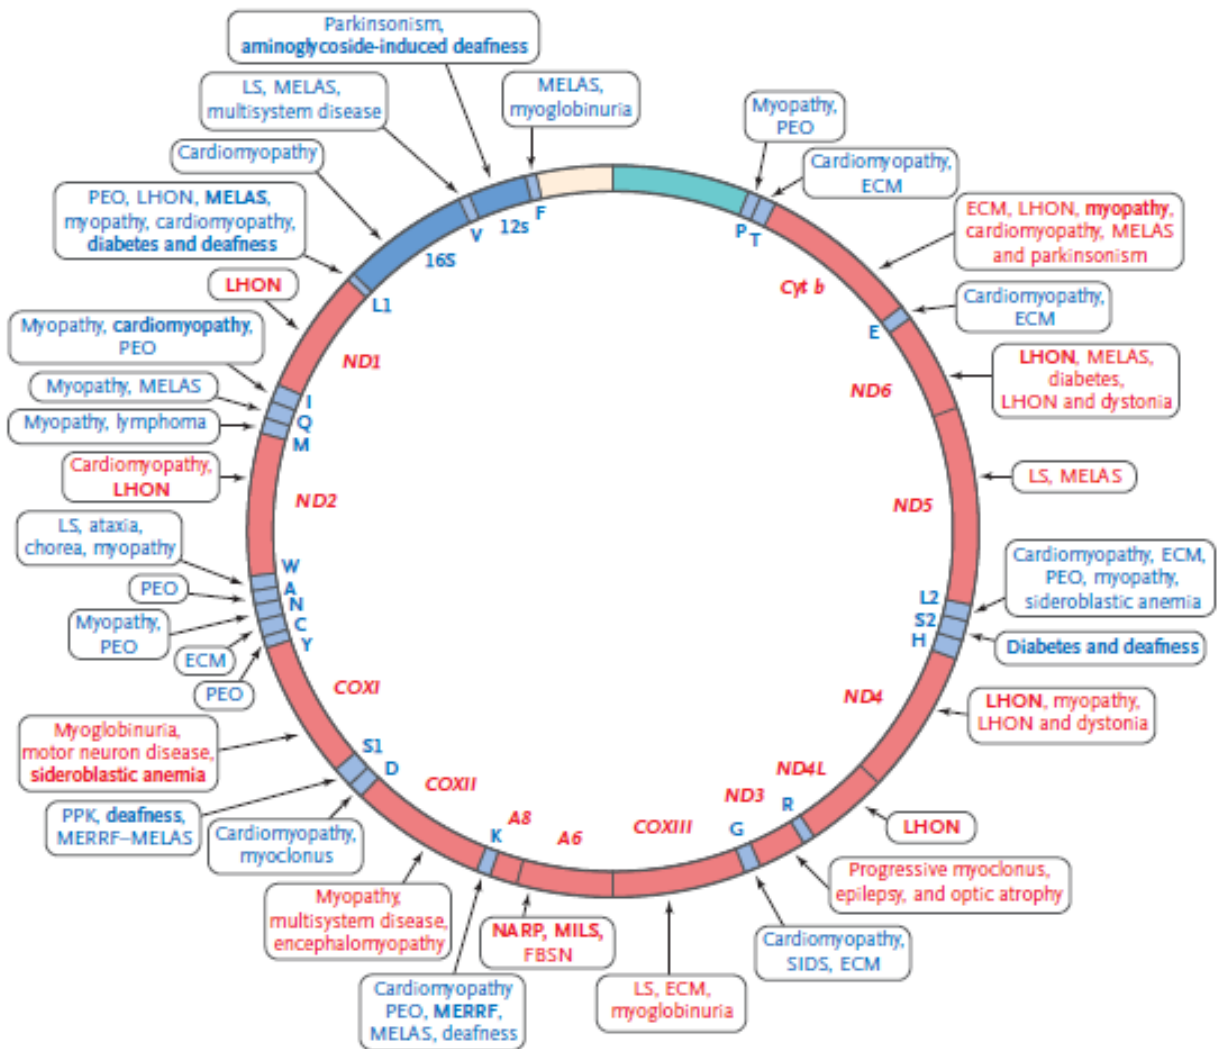 Parkinsonism,
aminoglycoside-induced deafness
LS, MELAS,
multisystem disease
MELAS,
myoglobinuria
Myopathy,
PEO
Cardiomyopathy
Cardiomyopathy,
ECM
PEO, LHON, MELAS,
myopathy, cardiomyopathy,
diabetes and deafness
ECM, LHON, myopathy,
cardiomyopathy, MELAS
and parkinsonism
LHON
Cardiomyopathy,
ECM
Myopathy, cardiomyopathy,
PEO
LHON, MELAS,
diabetes,
LHON and dystonia
Myopathy, MELAS
Myopathy, lymphoma
Cardiomyopathy,
LHON
LS, MELAS
LS, ataxia,
chorea, myopathy
Cardiomyopathy, ECM,
PEO, myopathy,
sideroblastic anemia
PEO
Myopathy,
PEO
Diabetes and deafness
ECM
PEO
LHON, myopathy,
LHON and dystonia
Myoglobinuria,
motor neuron disease,
sideroblastic anemia
PPK, deafness,
MERRF–MELAS
Cardiomyopathy,
myoclonus
LHON
Myopathy,
multisystem disease,
encephalomyopathy
Progressive myoclonus,
epilepsy, and optic atrophy
NARP, MILS,
FBSN
Cardiomyopathy,
SIDS, ECM
Cardiomyopathy
PEO, MERRF,
MELAS, deafness
LS, ECM,
myoglobinuria
F
12s
V
16S
L1
ND1
I
Q
M
ND2
W
A
N
C
Y
COXI
S1
D
COXII
K
A8
A6
COXIII
G
ND3
R
ND4L
ND4
H
S2
L2
ND5
ND6
E
Cyt b
T
P